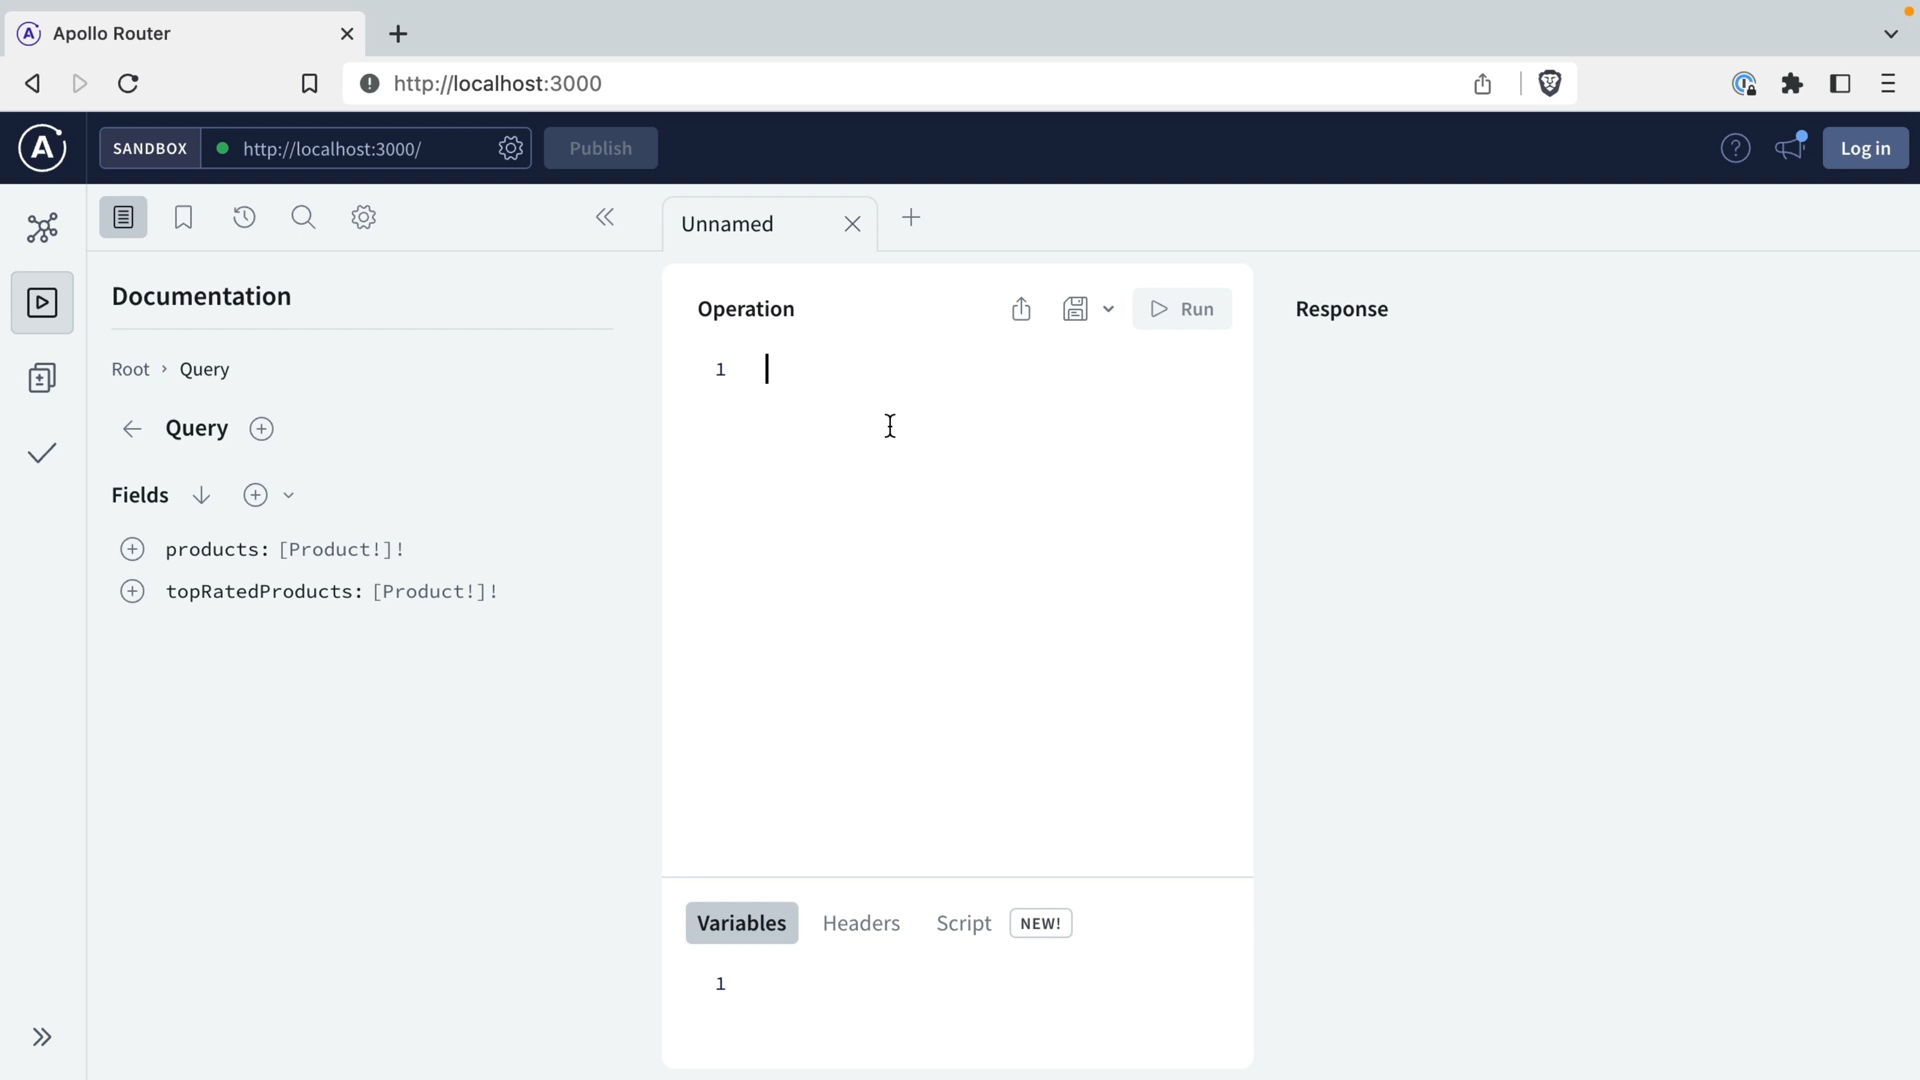 Apollo Router
http://localhost:3000
SANDBOX http://localhost:3000/ Publish Log in
Unnamed
Documentation
Root › Query
Query
Fields
products: [Product!]!
topRatedProducts: [Product!]!
Operation Run
1
Variables Headers Script NEW!
1
Response